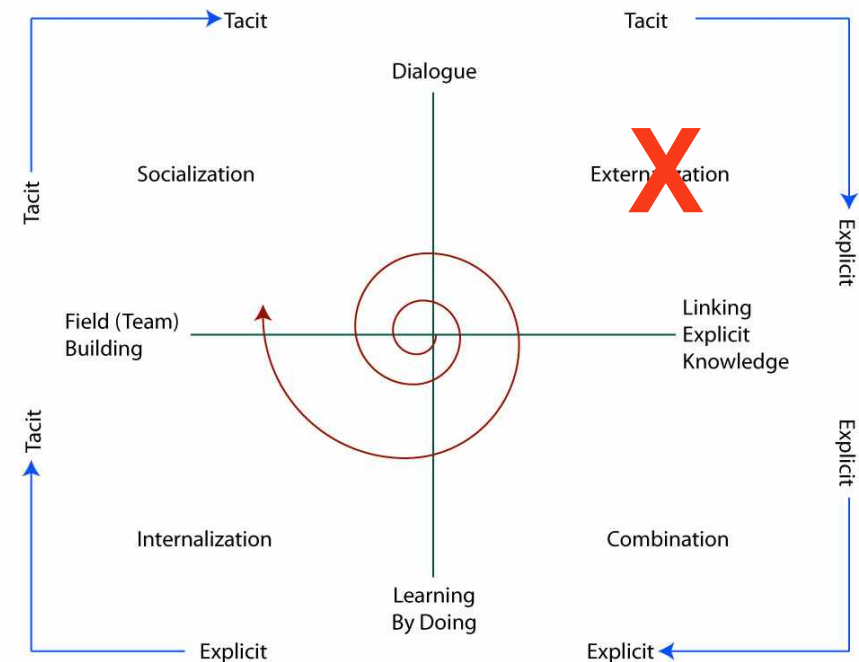 Tacit
Tacit
Dialogue
Socialization
X
Externalization
Tacit
Explicit
Field (Team)
Building
Linking
Explicit
Knowledge
Tacit
Explicit
Internalization
Combination
Learning
By Doing
Explicit
Explicit